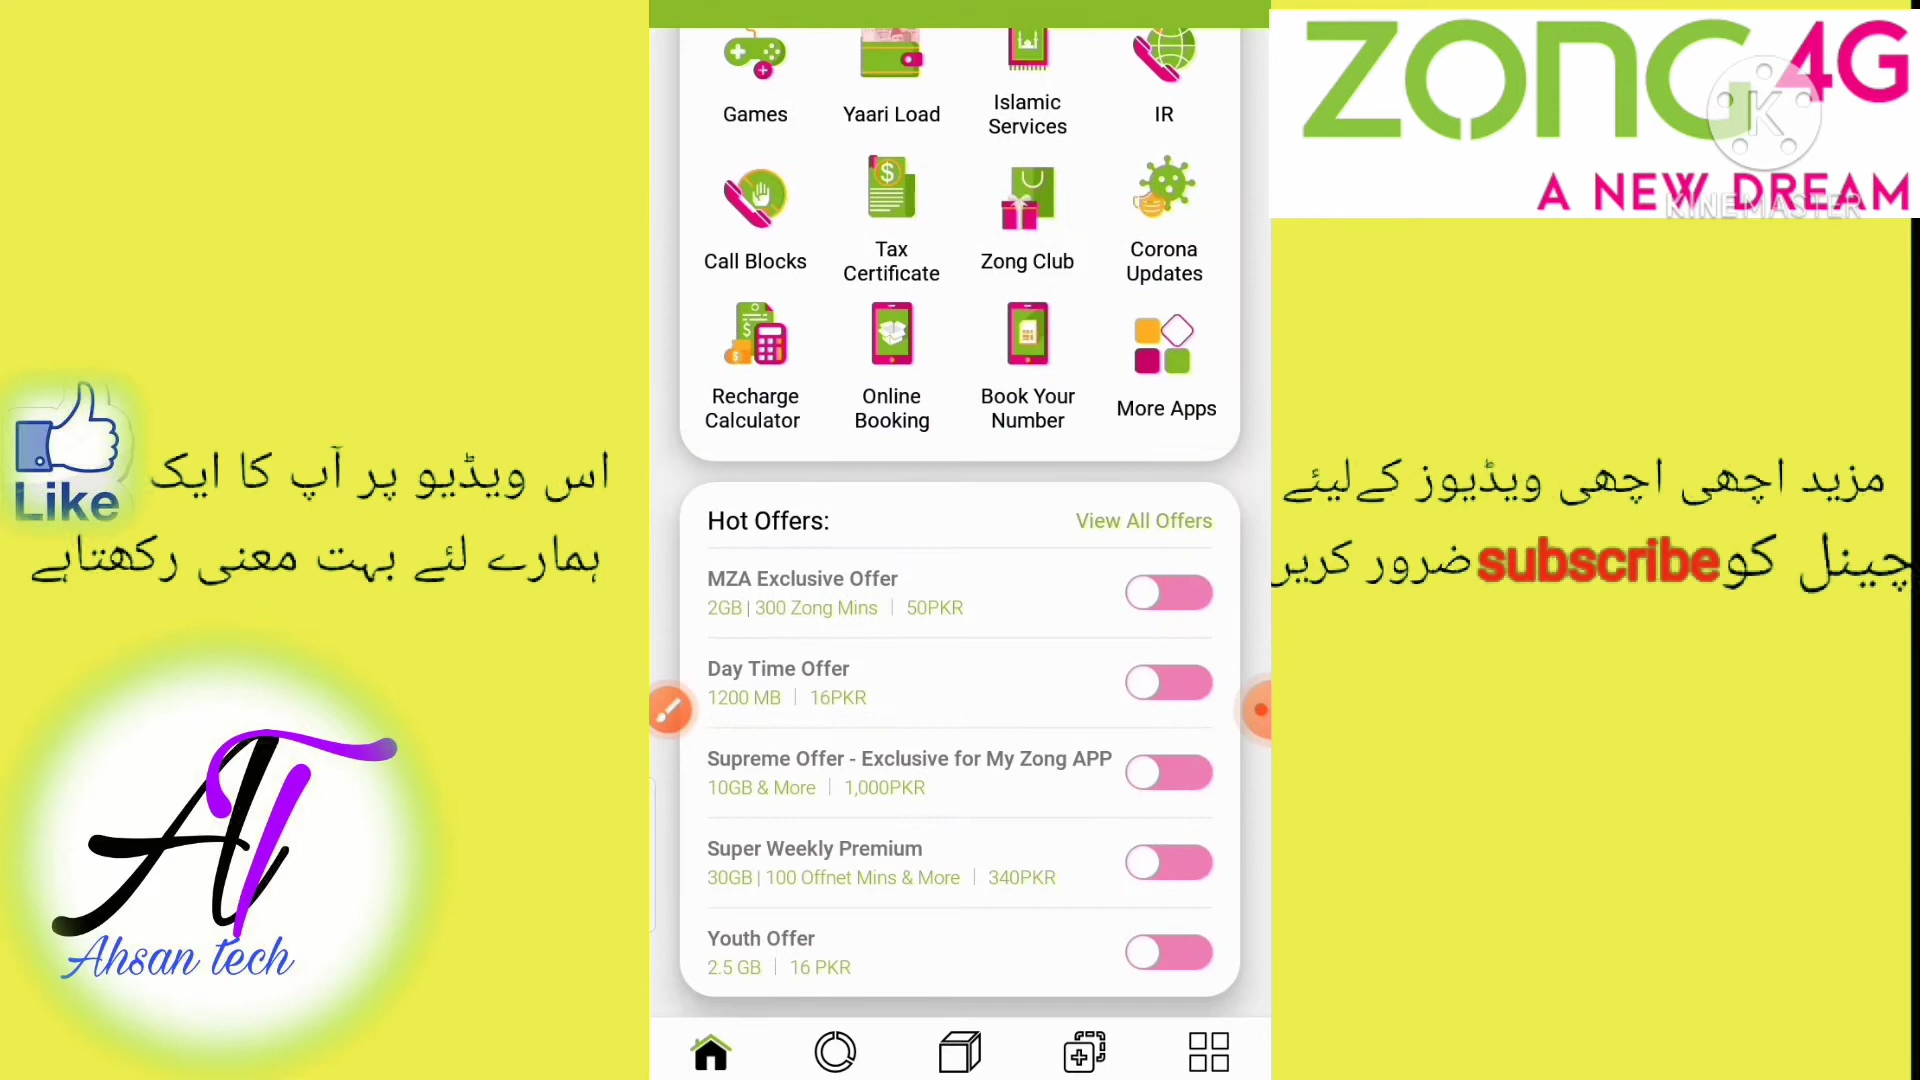 Games
Yaari Load
Islamic
Services
IR
Call Blocks
Tax
Certificate
Zong Club
Corona
Updates
Recharge
Calculator
Online
Booking
Book Your
Number
More Apps
Hot Offers:
View All Offers
MZA Exclusive Offer
2GB | 300 Zong Mins | 50PKR
Day Time Offer
1200 MB | 16PKR
Supreme Offer - Exclusive for My Zong APP
10GB & More | 1,000PKR
Super Weekly Premium
30GB | 100 Offnet Mins & More | 340PKR
Youth Offer
2.5 GB | 16 PKR
اس ویڈیو پر آپ کا ایک
Like
ہمارے لئے بہت معنی رکھتاہے
AT
Ahsan tech
ZONG 4G
A NEW DREAM
K
KINEMASTER
مزید اچھی اچھی ویڈیوز کےلیئے
چینل کو subscribe ضرور کریں